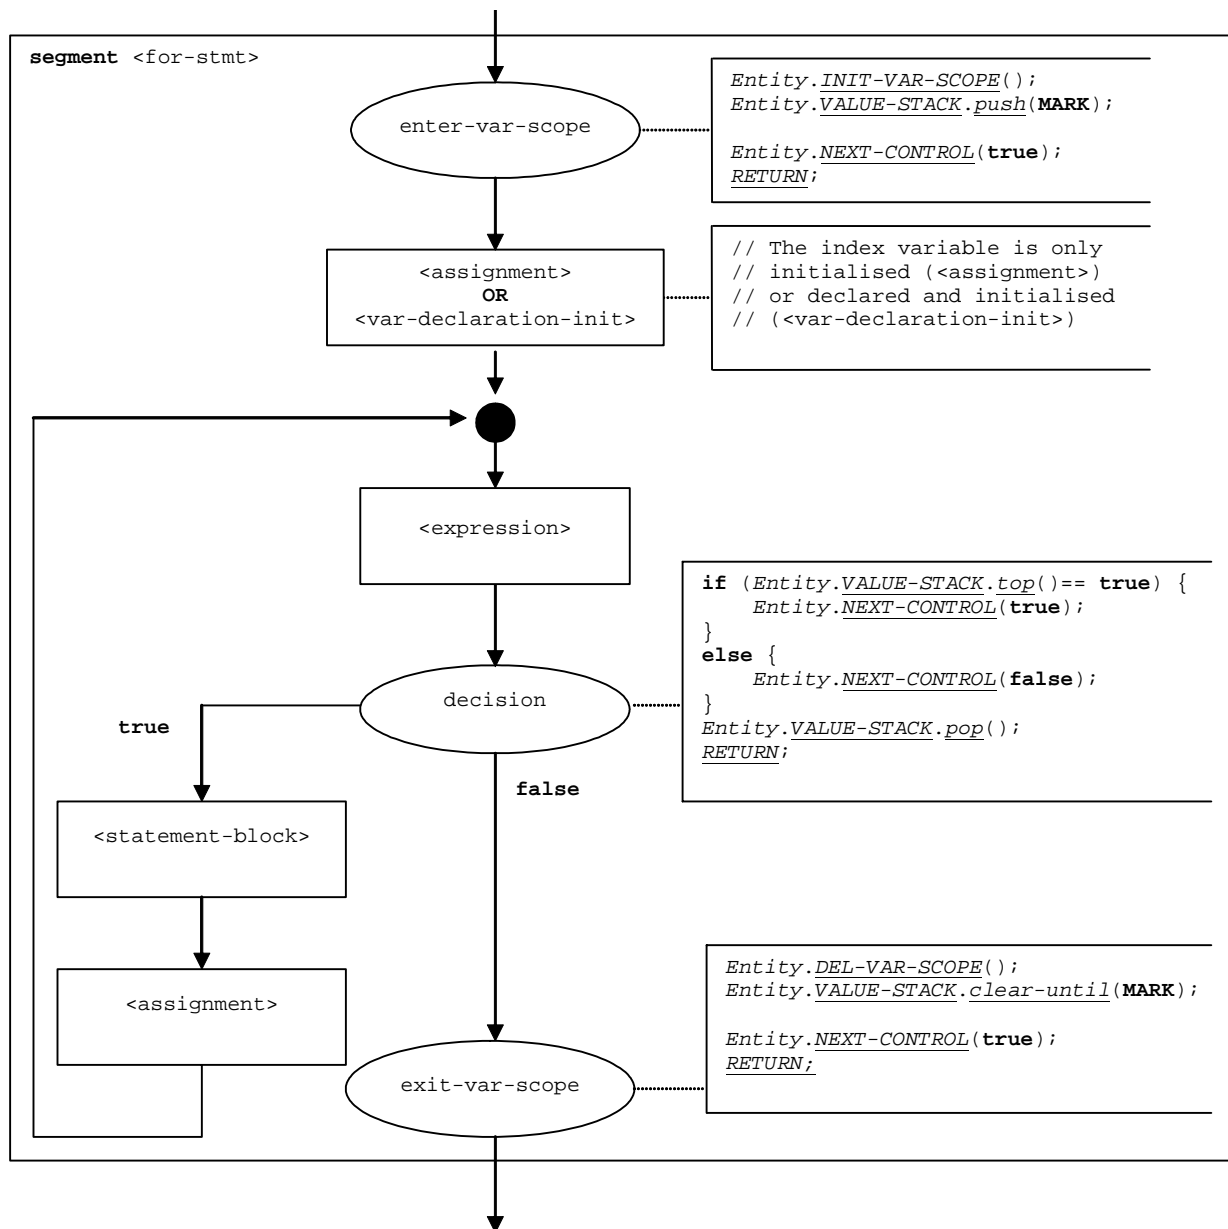 segment <for-stmt>
enter-var-scope
Entity.INIT-VAR-SCOPE();
Entity.VALUE-STACK.push(MARK);
Entity.NEXT-CONTROL(true);
RETURN;
<assignment>
OR
<var-declaration-init>
// The index variable is only
// initialised (<assignment>)
// or declared and initialised
// (<var-declaration-init>)
<expression>
decision
if (Entity.VALUE-STACK.top()== true) {
    Entity.NEXT-CONTROL(true);
}
else {
    Entity.NEXT-CONTROL(false);
}
Entity.VALUE-STACK.pop();
RETURN;
true
false
<statement-block>
<assignment>
exit-var-scope
Entity.DEL-VAR-SCOPE();
Entity.VALUE-STACK.clear-until(MARK);
Entity.NEXT-CONTROL(true);
RETURN;